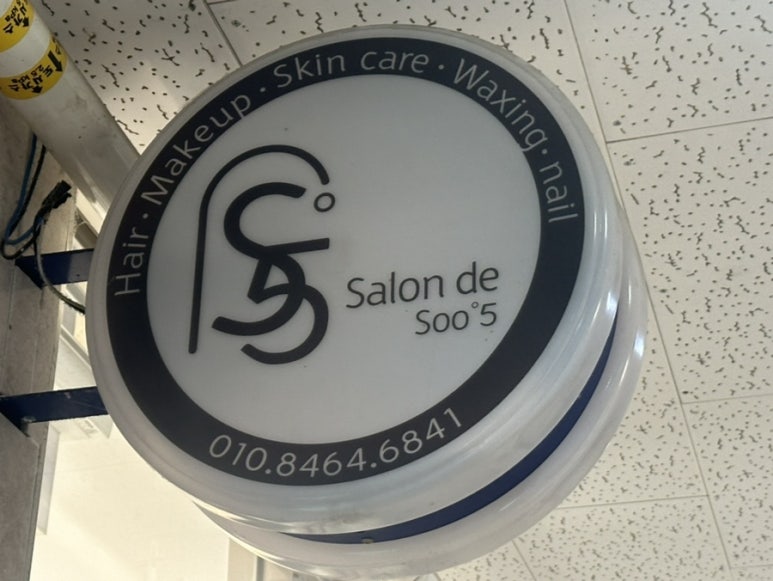 Hair · Makeup · Skin care · Waxing · nail
Salon de
Soo°5
010.8464.6841